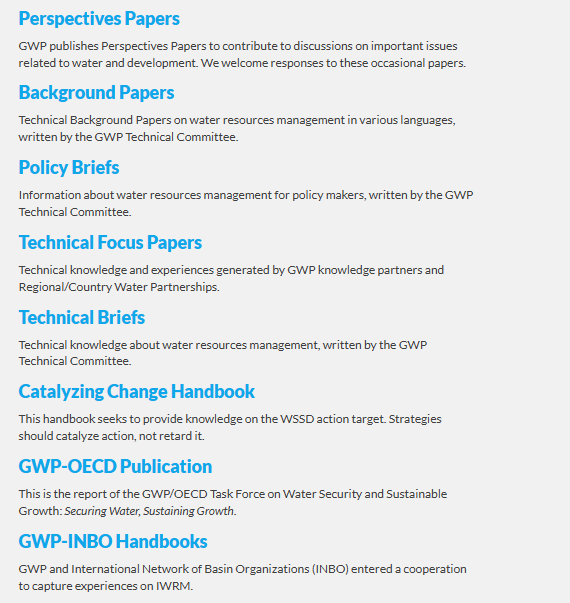 Perspectives Papers
GWP publishes Perspectives Papers to contribute to discussions on important issues
related to water and development. We welcome responses to these occasional papers.
Background Papers
Technical Background Papers on water resources management in various languages,
written by the GWP Technical Committee.
Policy Briefs
Information about water resources management for policy makers, written by the GWP
Technical Committee.
Technical Focus Papers
Technical knowledge and experiences generated by GWP knowledge partners and
Regional/Country Water Partnerships.
Technical Briefs
Technical knowledge about water resources management, written by the GWP
Technical Committee.
Catalyzing Change Handbook
This handbook seeks to provide knowledge on the WSSD action target. Strategies
should catalyze action, not retard it.
GWP-OECD Publication
This is the report of the GWP/OECD Task Force on Water Security and Sustainable
Growth: Securing Water, Sustaining Growth.
GWP-INBO Handbooks
GWP and International Network of Basin Organizations (INBO) entered a cooperation
to capture experiences on IWRM.